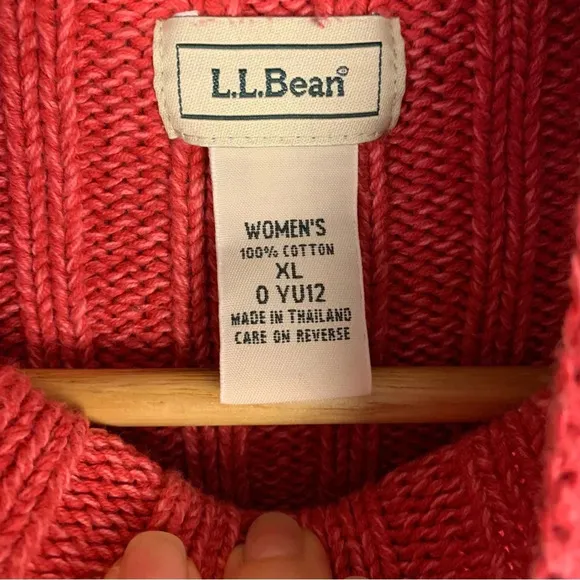 L.L.Bean®
WOMEN'S
100% COTTON
XL
0 YU12
MADE IN THAILAND
CARE ON REVERSE